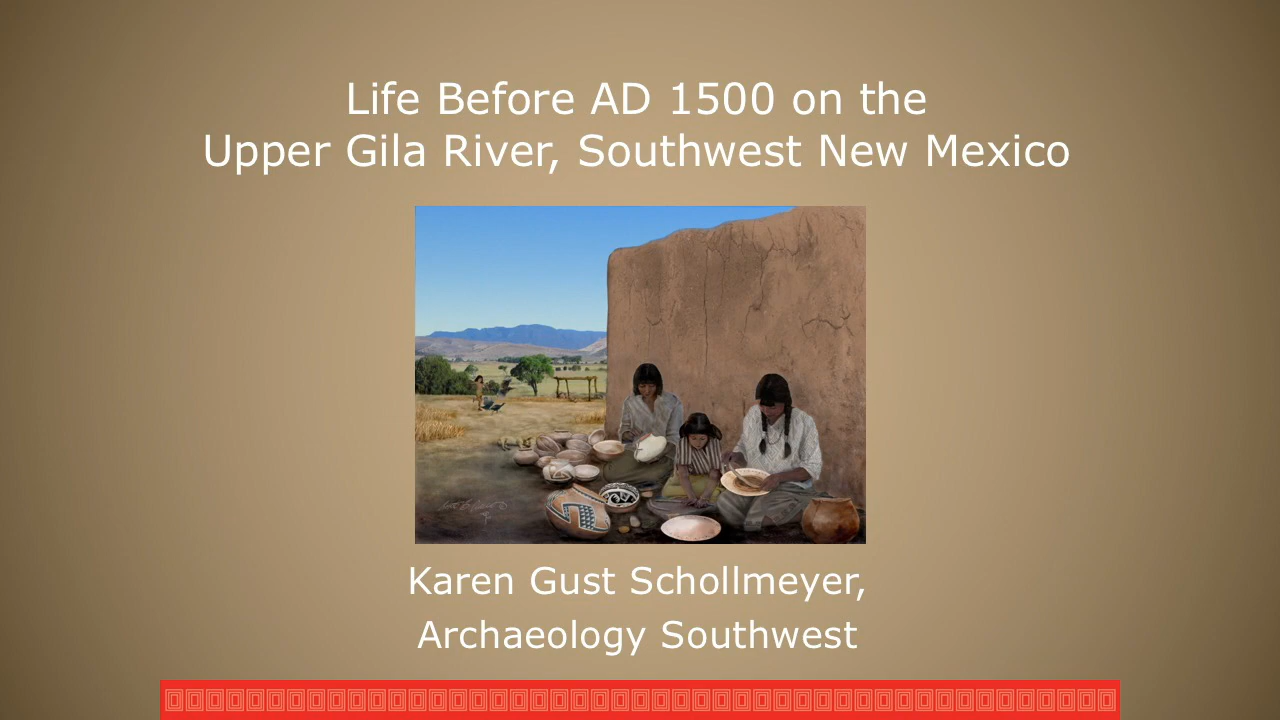 Life Before AD 1500 on the
Upper Gila River, Southwest New Mexico
Karen Gust Schollmeyer,
Archaeology Southwest